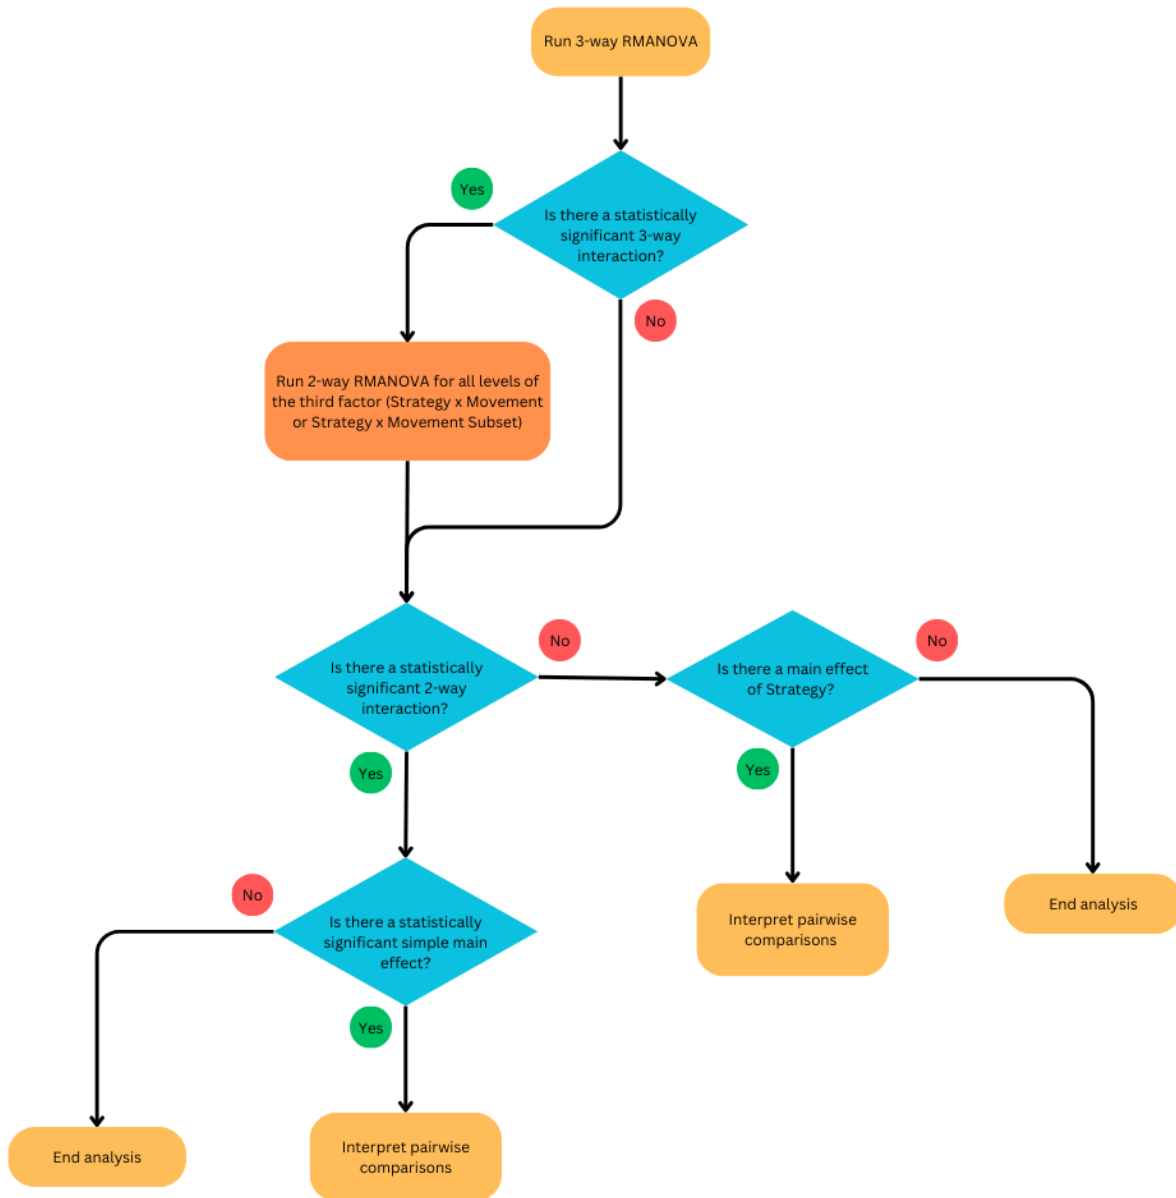 Run 3-way RMANOVA
Yes
Is there a statistically
significant 3-way
interaction?
No
Run 2-way RMANOVA for all levels of
the third factor (Strategy x Movement
or Strategy x Movement Subset)
Is there a statistically
significant 2-way
interaction?
No
Is there a main effect
of Strategy?
No
Yes
Yes
Is there a statistically
significant simple main
effect?
No
Interpret pairwise
comparisons
End analysis
Yes
End analysis
Interpret pairwise
comparisons